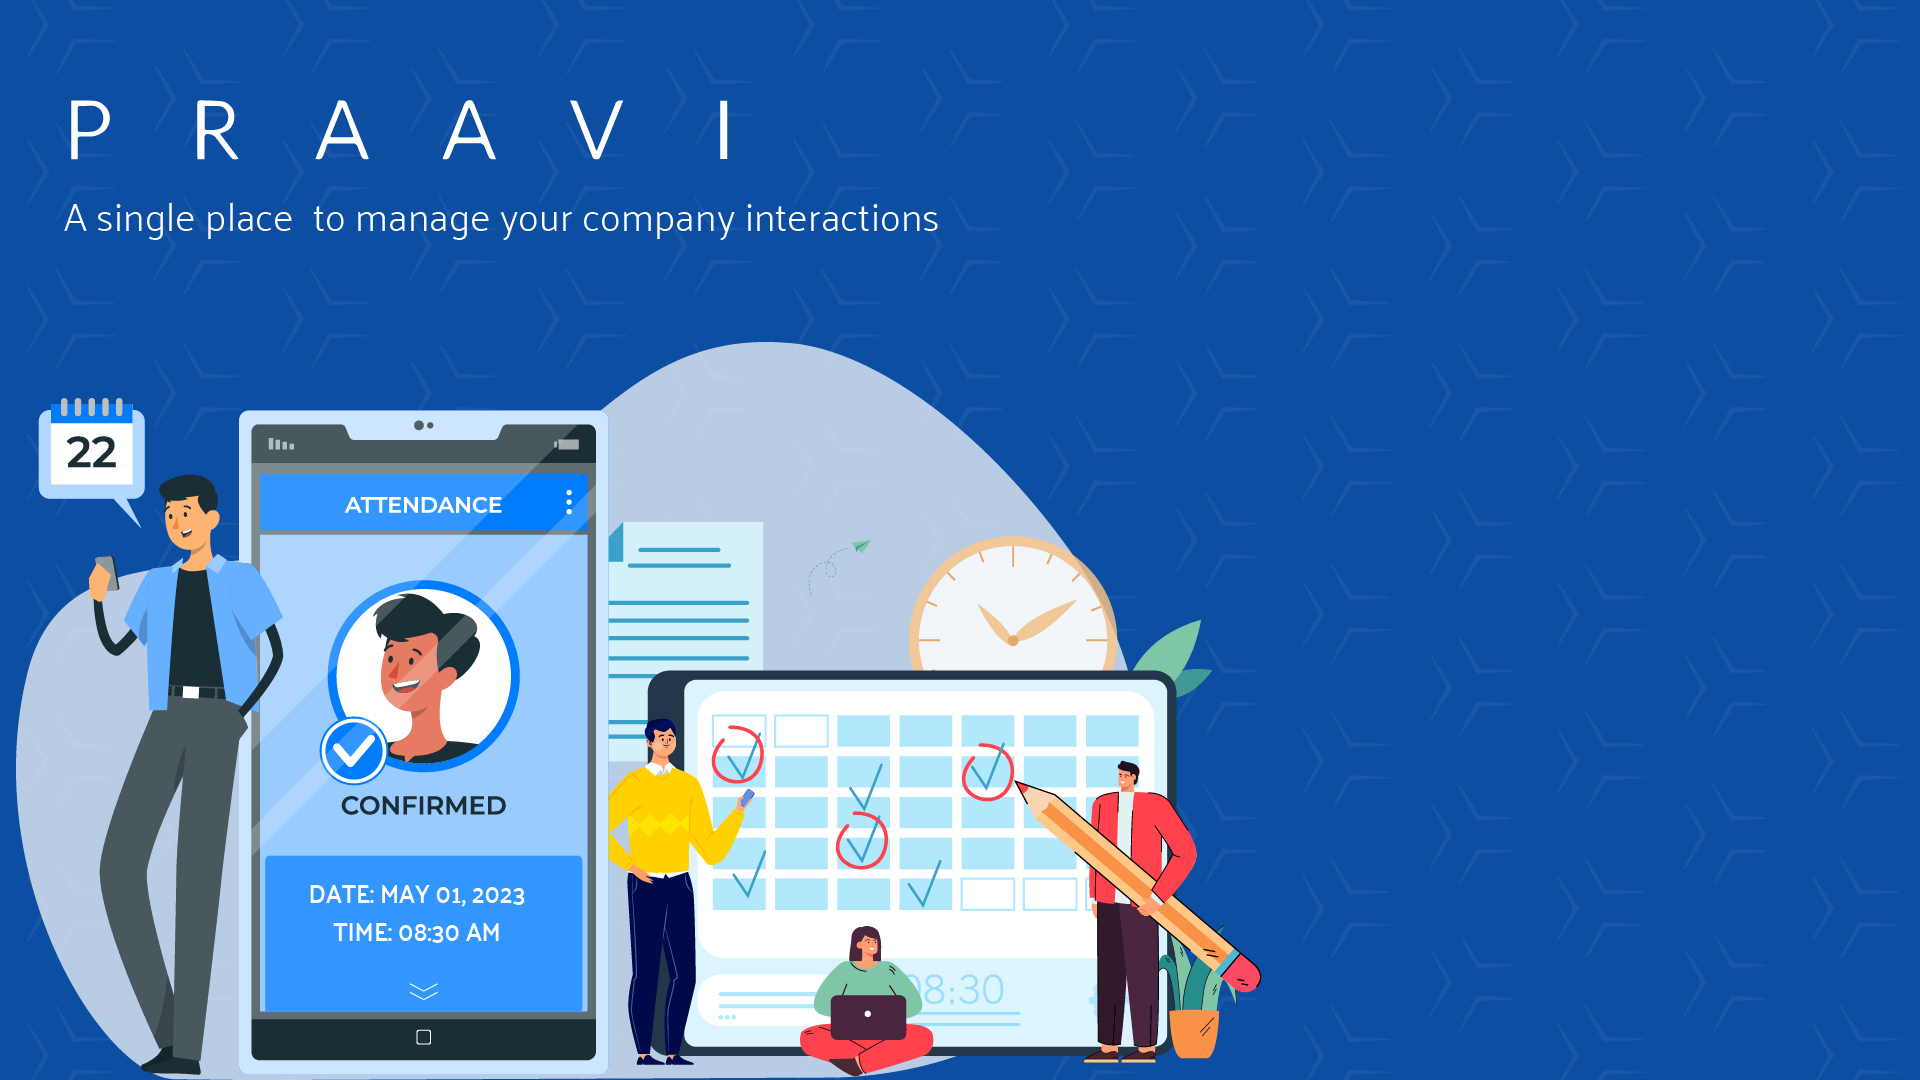 P R A A V I
A single place to manage your company interactions
22
ATTENDANCE
CONFIRMED
DATE: MAY 01, 2023
TIME: 08:30 AM
08:30